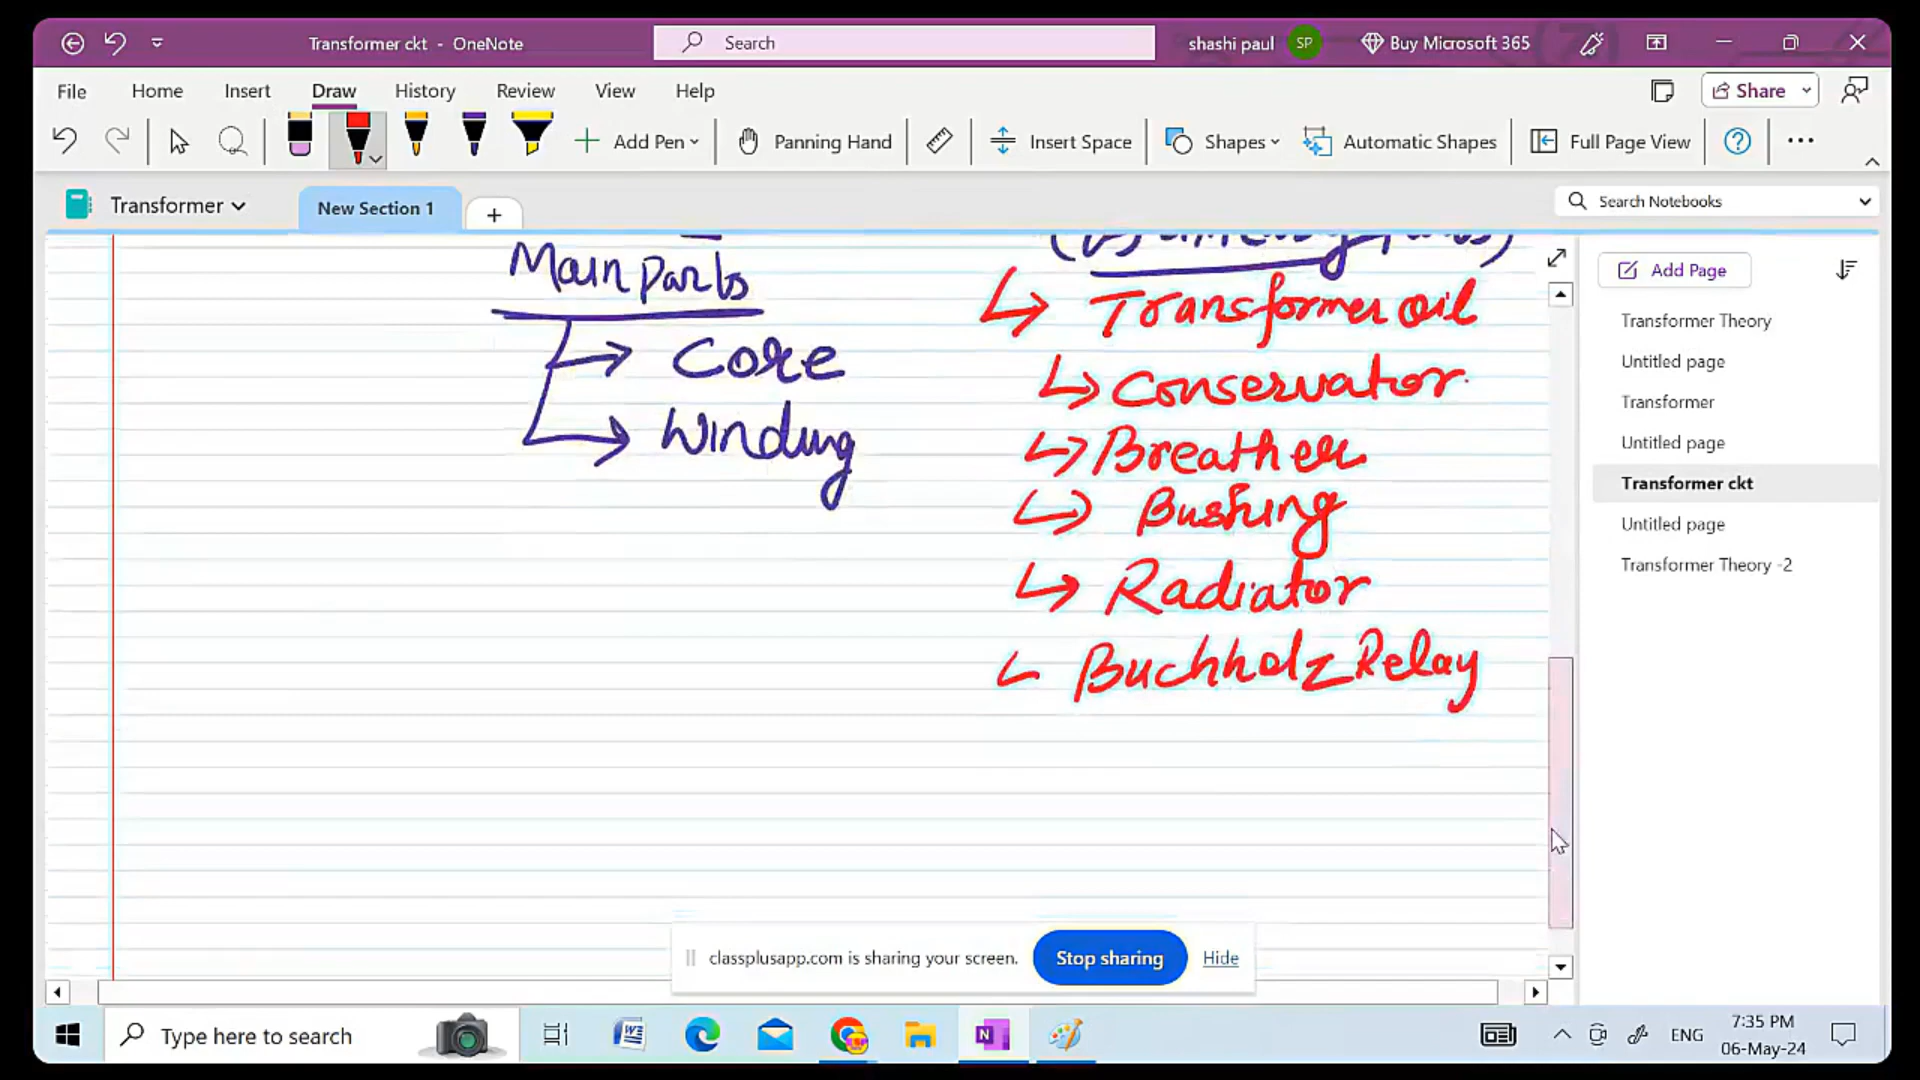 Transformer ckt - OneNote
Search
shashi paul
SP
Buy Microsoft 365
File Home Insert Draw History Review View Help
Share
Add Pen
Panning Hand
Insert Space
Shapes
Automatic Shapes
Full Page View
Transformer
New Section 1
Search Notebooks
Main parts
Core
Winding
Transformer oil
Conservator
Breather
Bushing
Radiator
Buchholz Relay
Add Page
Transformer Theory
Untitled page
Transformer
Untitled page
Transformer ckt
Untitled page
Transformer Theory -2
classplusapp.com is sharing your screen.
Stop sharing
Hide
Type here to search
ENG
7:35 PM
06-May-24